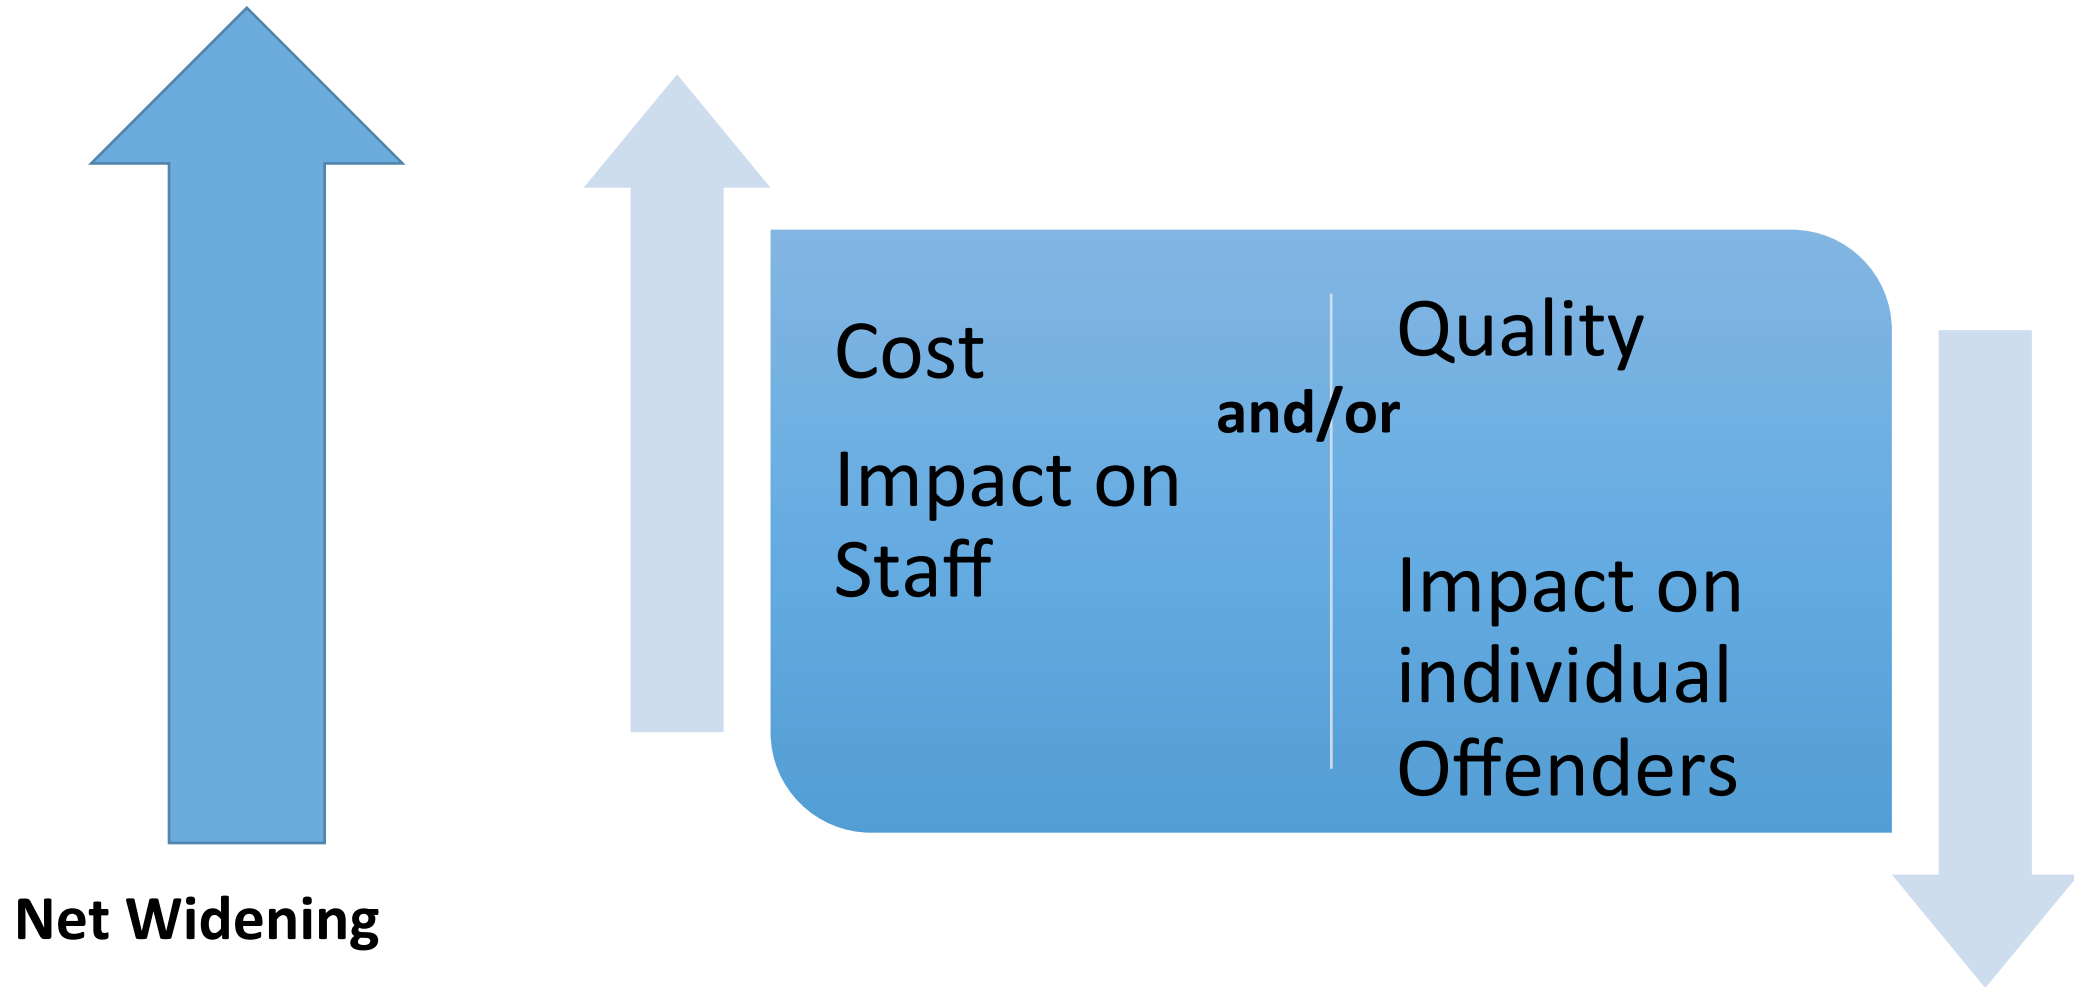 Cost
Impact on
Staff
and/or
Quality
Impact on
individual
Offenders
Net Widening